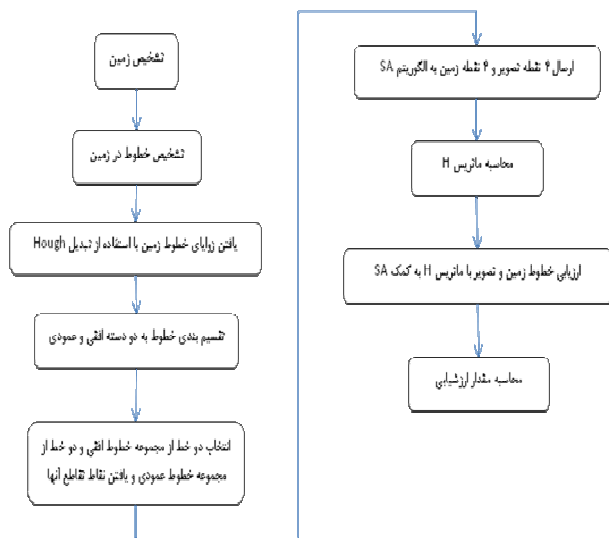 تشخیص زمین
تشخیص خطوط در زمین
یافتن زوایای خطوط زمین با استفاده از تبدیل Hough
تقسیم بندی خطوط به دو دسته افقی و عمودی
انتخاب دو خط از مجموعه خطوط افقی و دو خط از
مجموعه خطوط عمودی و یافتن نقاط تقاطع آنها
ارسال ۴ نقطه تصویر و ۴ نقطه زمین به الگوریتم SA
محاسبه ماتریس H
ارزیابی خطوط زمین و تصویر با ماتریس H به کمک SA
محاسبه مقدار ارزشیابی